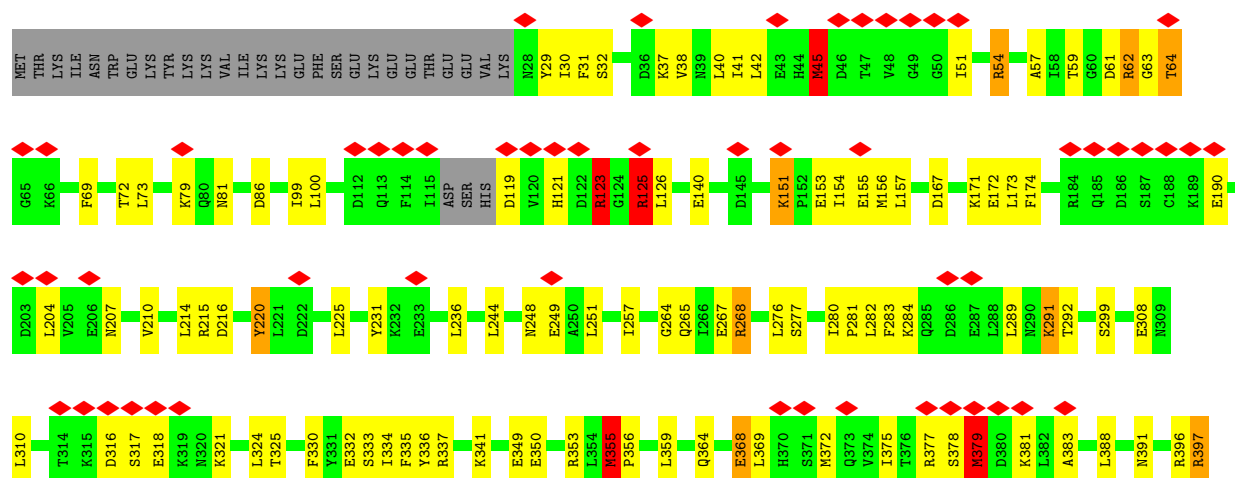 MET THR LYS ILE ASN TRP GLU LYS TYR LYS LYS VAL ILE LYS LYS GLU PHE SER GLU LYS GLU GLU THR GLU GLU VAL LYS N28 Y29 I30 F31 S32 D36 K37 V38 N39 L40 I41 L42 E43 H44 M45 D46 T47 V48 G49 G50 I51 R54 A57 I58 T59 G60 D61 R62 G63 T64
G65 K66 F69 T72 L73 K79 Q80 N81 D86 I99 L100 D112 Q113 F114 I115 ASP SER HIS D119 V120 H121 D122 R123 G124 R125 L126 E140 D145 K151 P152 E153 I154 E155 M156 L157 D167 K171 E172 L173 F174 R184 Q185 D186 S187 C188 K189 E190
D203 L204 V205 E206 N207 V210 L214 R215 D216 Y220 L221 D222 L225 Y231 K232 E233 L236 L244 N248 E249 A250 L251 I257 G264 Q265 I266 E267 R268 L276 S277 I280 P281 L282 F283 K284 Q285 D286 E287 L288 L289 N290 K291 T292 S299 E308 N309
L310 T314 K315 D316 S317 E318 K319 N320 K321 L324 T325 F330 Y331 E332 S333 I334 F335 Y336 R337 K341 E349 E350 R353 L354 M355 P356 L359 Q364 E368 L369 H370 S371 M372 Q373 V374 I375 T376 R377 S378 M379 D380 K381 L382 A383 L388 N391 R396 R397